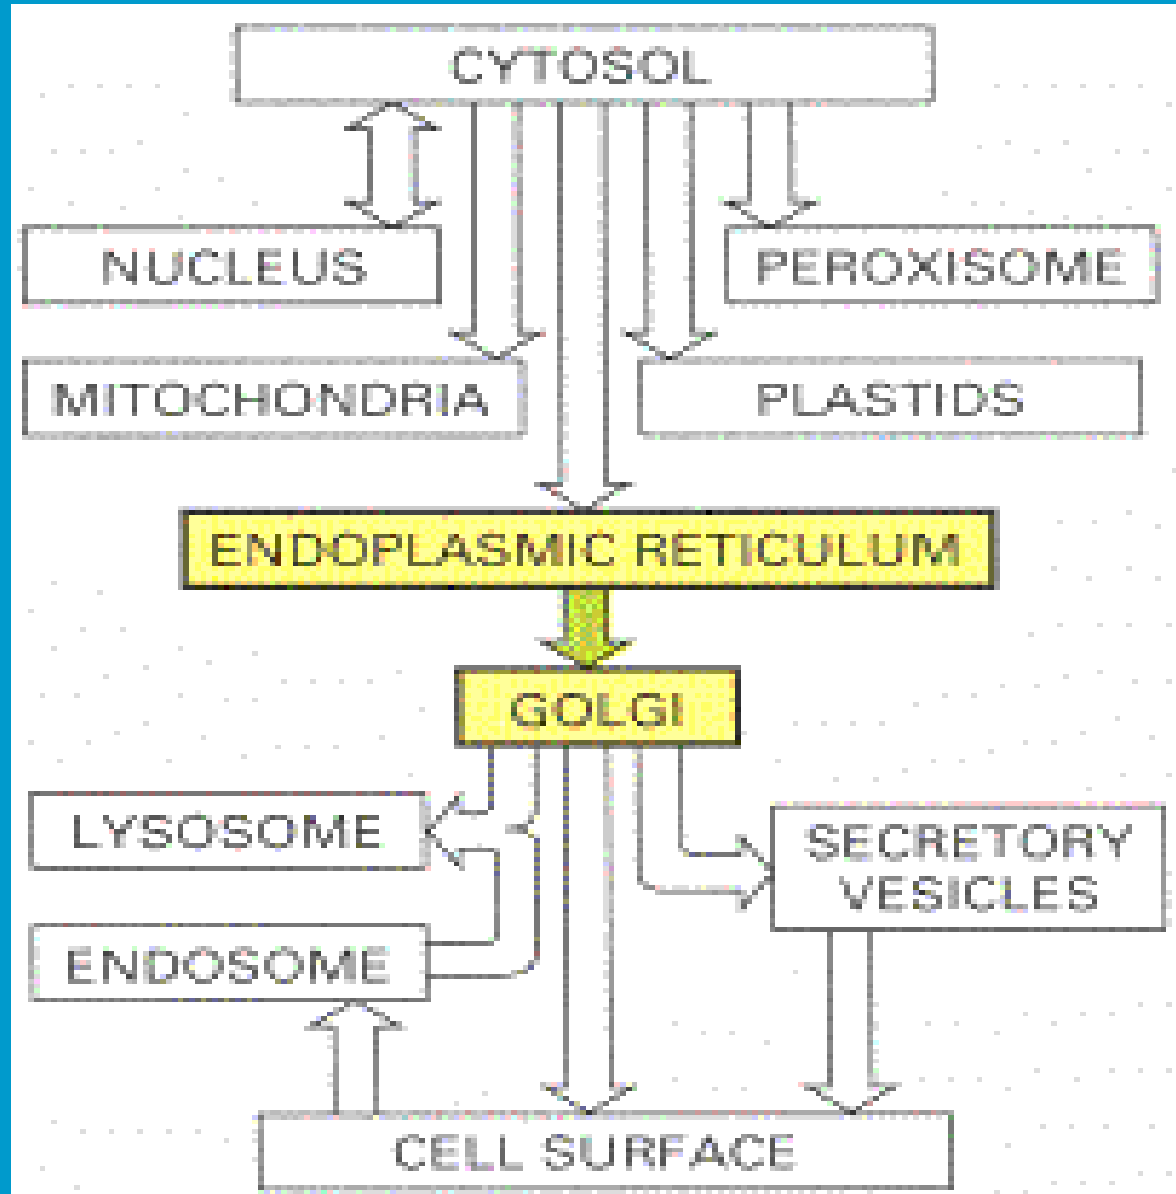 CYTOSOL
NUCLEUS
PEROXISOME
MITOCHONDRIA
PLASTIDS
ENDOPLASMIC RETICULUM
GOLGI
LYSOSOME
SECRETORY
VESICLES
ENDOSOME
CELL SURFACE